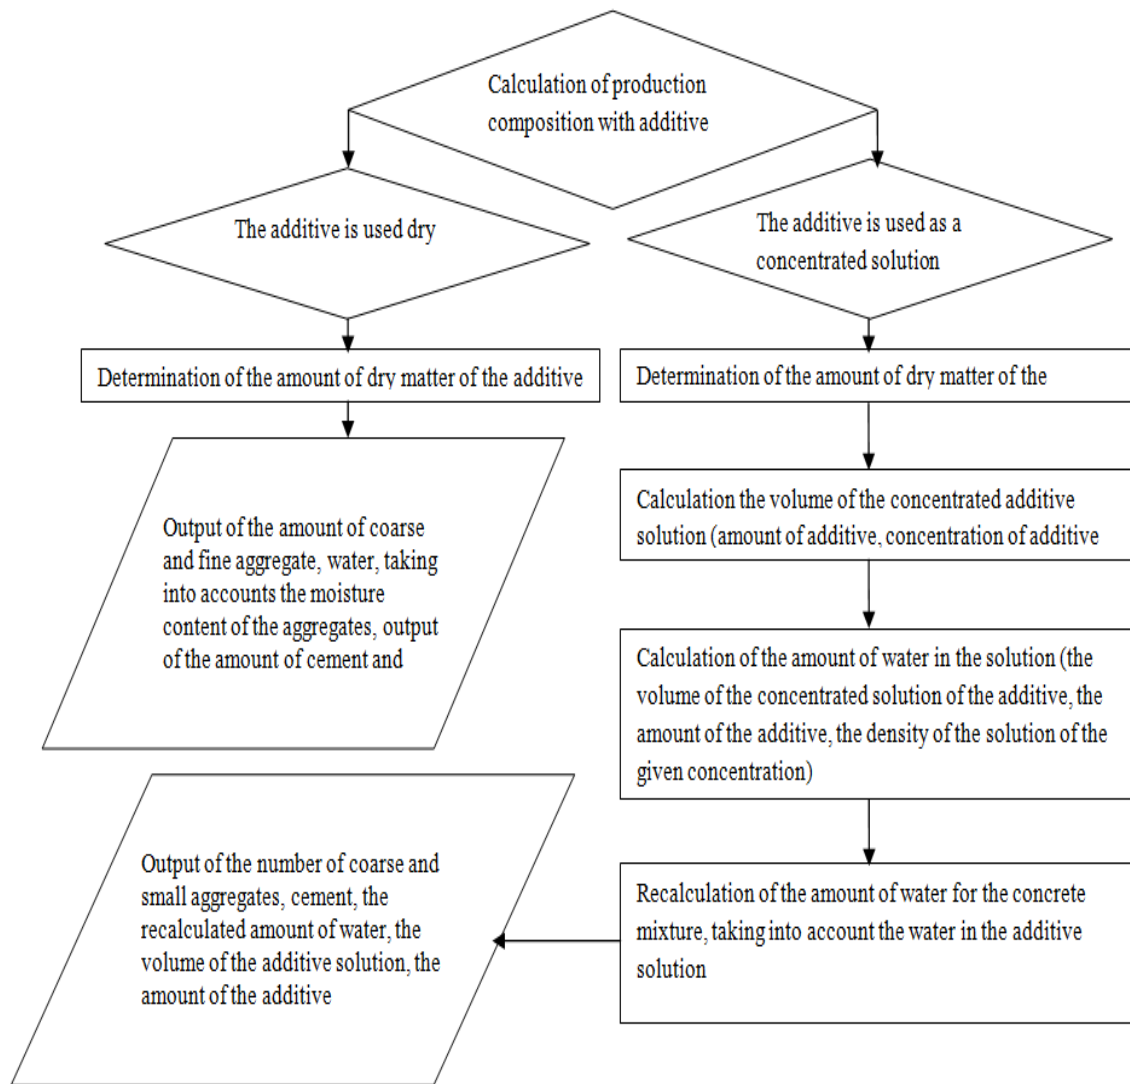 Calculation of production
composition with additive
The additive is used dry
The additive is used as a
concentrated solution
Determination of the amount of dry matter of the additive
Determination of the amount of dry matter of the
Output of the amount of coarse
and fine aggregate, water, taking
into accounts the moisture
content of the aggregates, output
of the amount of cement and
Calculation the volume of the concentrated additive
solution (amount of additive, concentration of additive
Calculation of the amount of water in the solution (the
volume of the concentrated solution of the additive, the
amount of the additive, the density of the solution of the
given concentration)
Recalculation of the amount of water for the concrete
mixture, taking into account the water in the additive
solution
Output of the number of coarse and
small aggregates, cement, the
recalculated amount of water, the
volume of the additive solution, the
amount of the additive